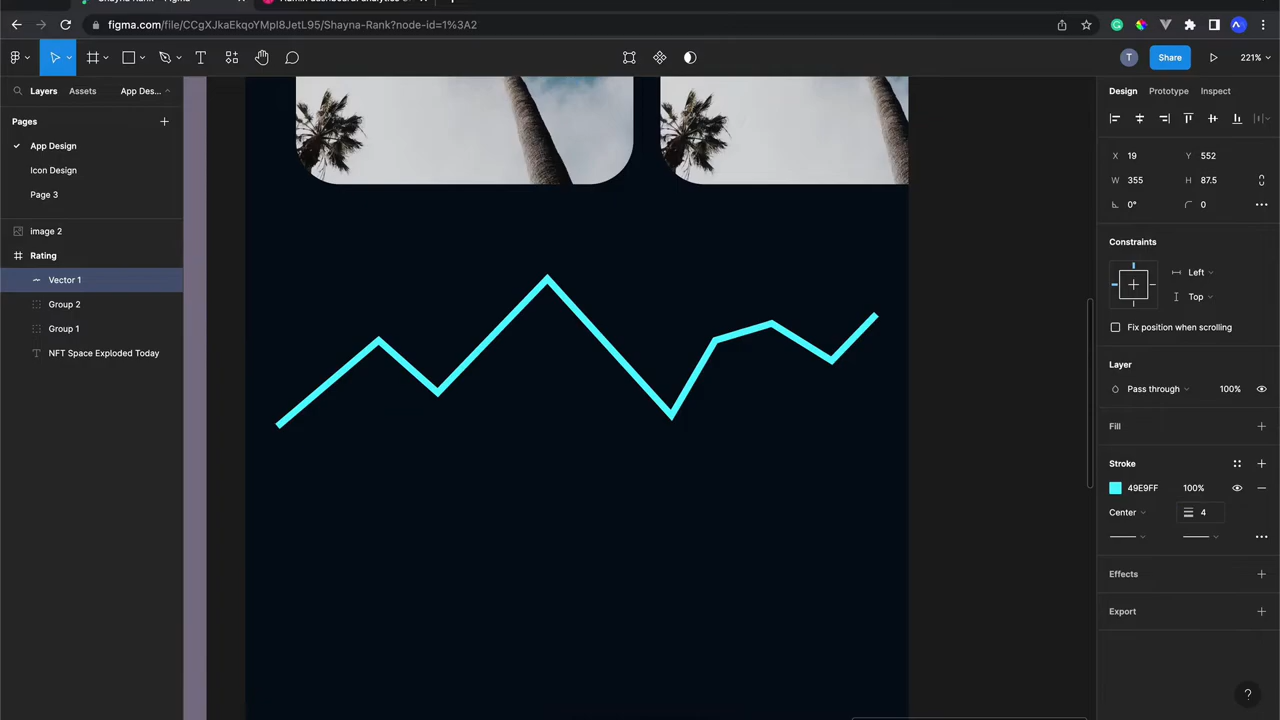 figma.com/file/CCgXJkaEkqoYMpI8JetL95/Shayna-Rank?node-id=1%3A2
T
Share
221%
Layers
Assets
App Des...
Design
Prototype
Inspect
Pages
App Design
Icon Design
Page 3
image 2
Rating
Vector 1
Group 2
Group 1
NFT Space Exploded Today
X 19
Y 552
W 355
H 87.5
0°
0
Constraints
Left
Top
Fix position when scrolling
Layer
Pass through
100%
Fill
Stroke
49E9FF
100%
Center
4
Effects
Export
?